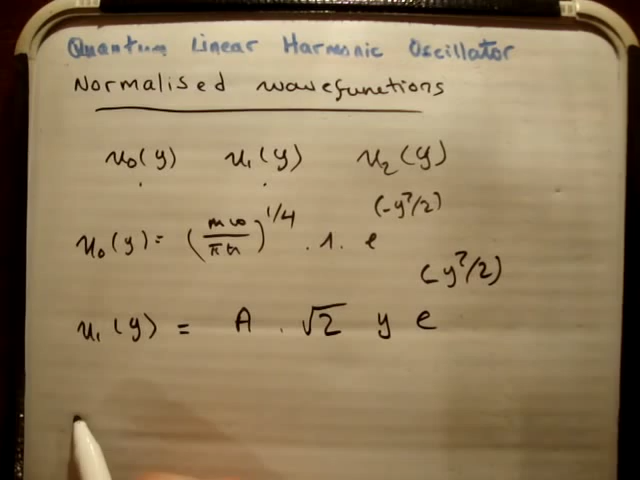 Quantum Linear Harmonic Oscillator
Normalised wavefunctions
u₀(y) u₁(y) u₂(y)
u₀(y) = (mω/πħ)^1/4 . 1. e^(-y²/2)
u₁(y) = A . √2 y e^(y²/2)